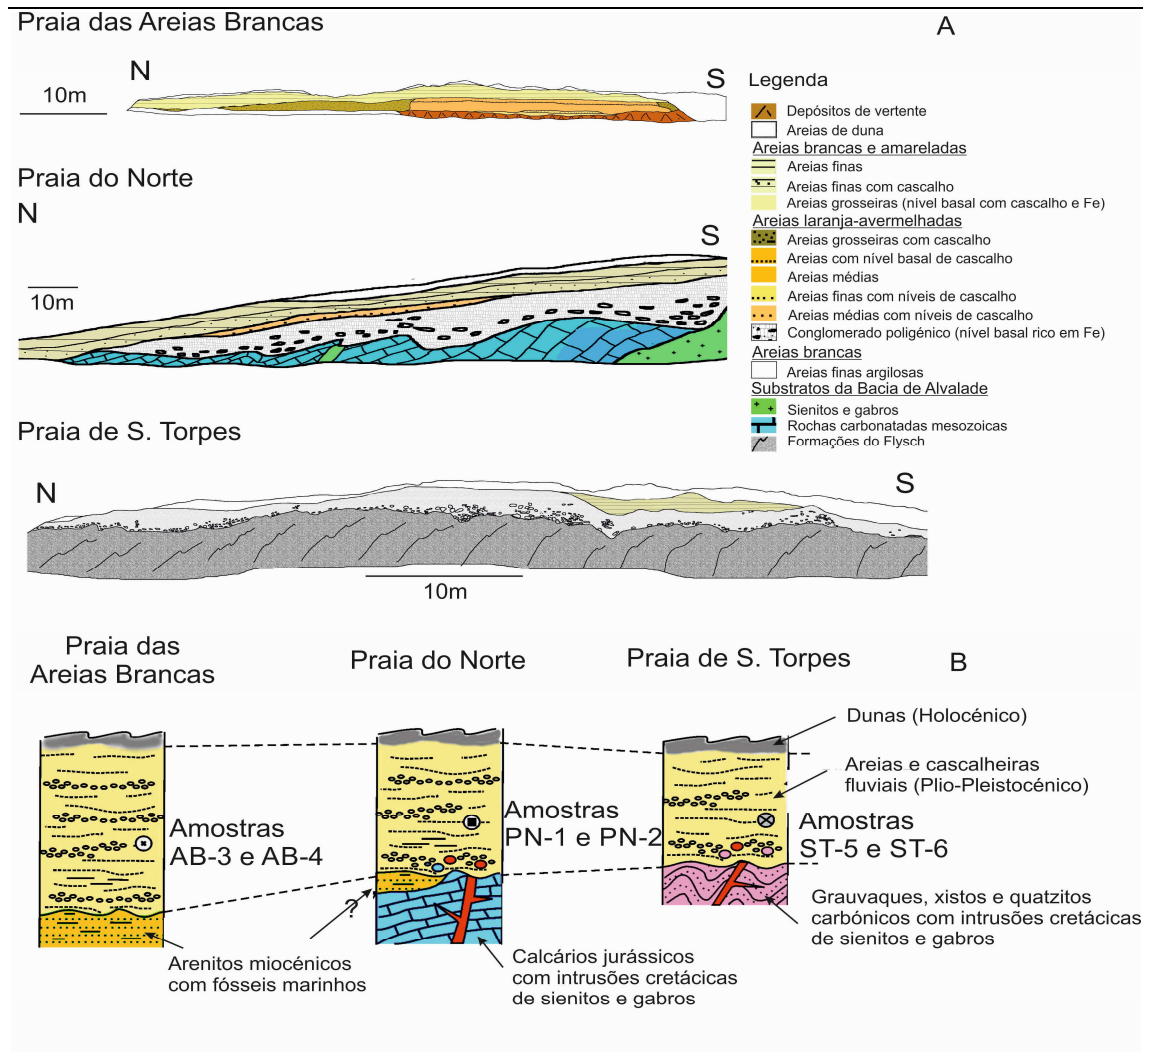 Praia das Areias Brancas
A
N
S
10m
Legenda
Depósitos de vertente
Areias de duna
Areias brancas e amareladas
Areias finas
Areias finas com cascalho
Areias grosseiras (nível basal com cascalho e Fe)
Areias laranja-avermelhadas
Areias grosseiras com cascalho
Areias com nível basal de cascalho
Areias médias
Areias finas com níveis de cascalho
Areias médias com níveis de cascalho
Conglomerado poligénico (nível basal rico em Fe)
Areias brancas
Areias finas argilosas
Substratos da Bacia de Alvalade
Sienitos e gabros
Rochas carbonatadas mesozoicas
Formações do Flysch
Praia do Norte
N
S
10m
Praia de S. Torpes
N
S
10m
Praia das
Areias Brancas
Praia do Norte
Praia de S. Torpes
B
Dunas (Holocénico)
Areias e cascalheiras
fluviais (Plio-Pleistocénico)
Amostras
AB-3 e AB-4
Amostras
PN-1 e PN-2
Amostras
ST-5 e ST-6
?
Grauvaques, xistos e quatzitos
carbónicos com intrusões cretácicas
de sienitos e gabros
Arenitos miocénicos
com fósseis marinhos
Calcários jurássicos
com intrusões cretácicas
de sienitos e gabros